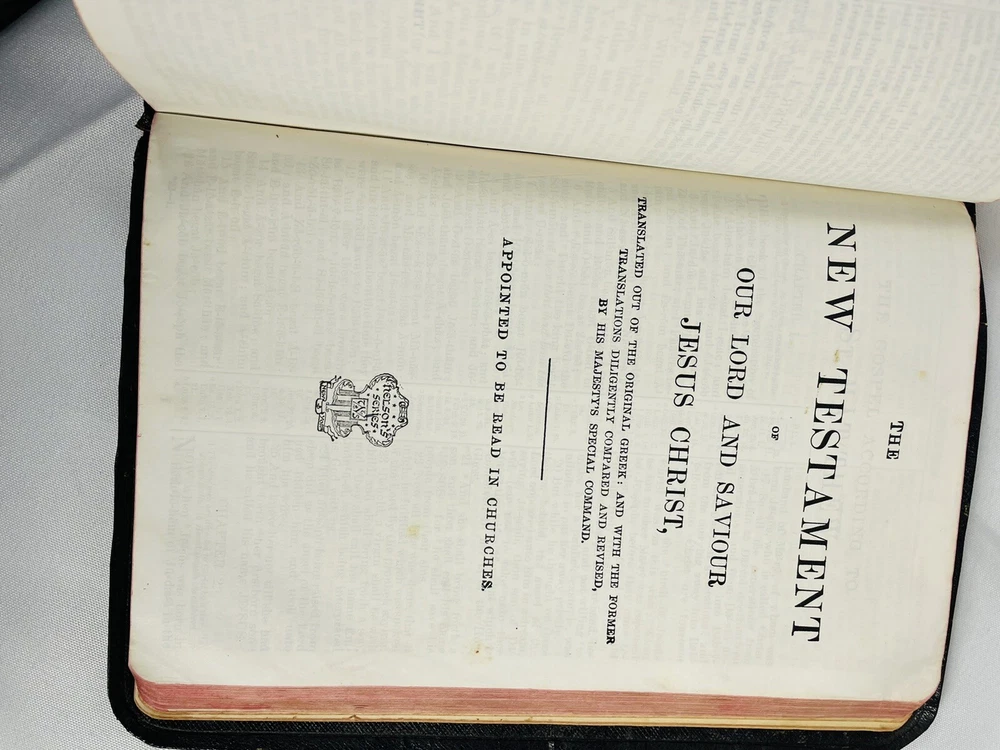 THE
NEW TESTAMENT
OF
OUR LORD AND SAVIOUR
JESUS CHRIST,
TRANSLATED OUT OF THE ORIGINAL GREEK: AND WITH THE FORMER
TRANSLATIONS DILIGENTLY COMPARED AND REVISED,
BY HIS MAJESTY'S SPECIAL COMMAND.
APPOINTED TO BE READ IN CHURCHES.
NELSON'S
SERIES